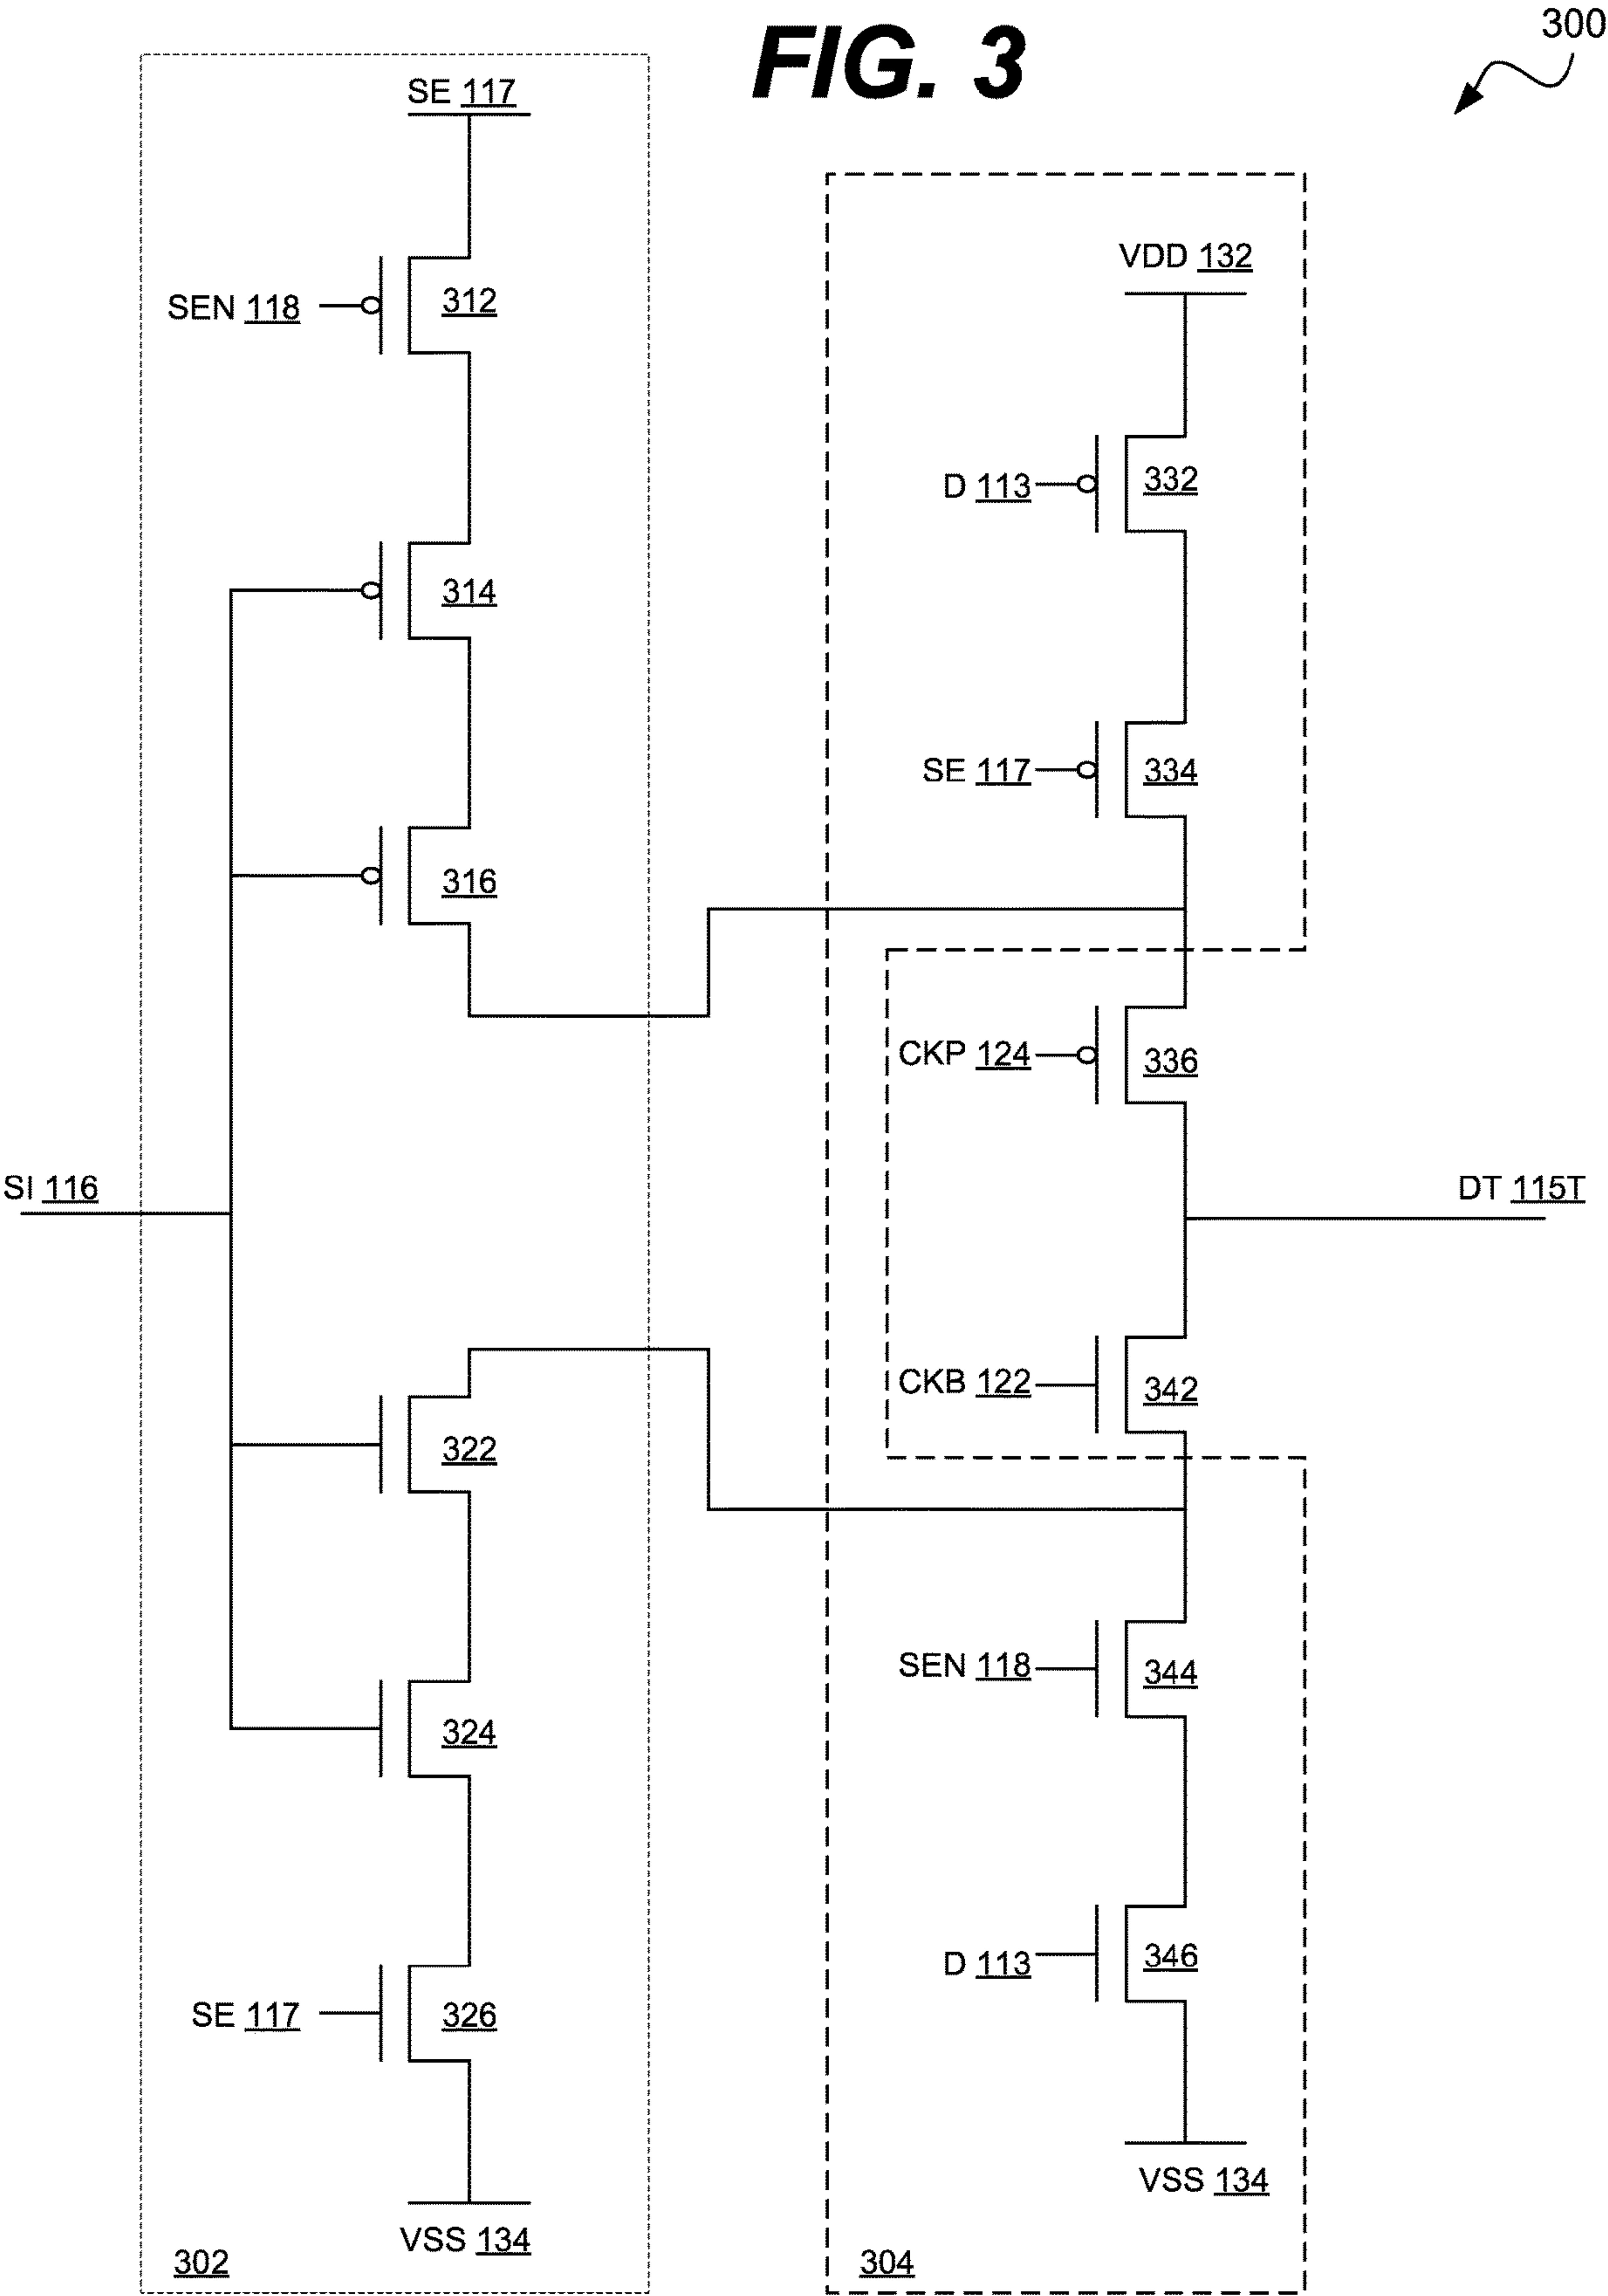 FIG. 3
300
SE 117
SEN 118
312
314
316
SI 116
322
324
SE 117
326
VSS 134
302
VDD 132
D 113
332
SE 117
334
CKP 124
336
DT 115T
CKB 122
342
SEN 118
344
D 113
346
VSS 134
304